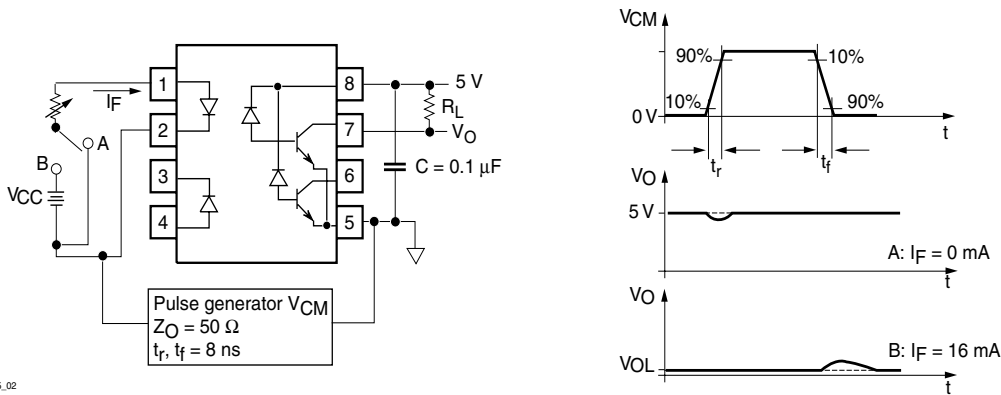 1
8
5 V
IF
RL
2
7
VO
A
B
3
6
C = 0.1 μF
VCC
4
5
Pulse generator VCM
ZO = 50 Ω
tr, tf = 8 ns
VCM
90%
10%
10%
90%
0 V
t
tr
tf
VO
5 V
A: IF = 0 mA
t
VO
B: IF = 16 mA
VOL
t